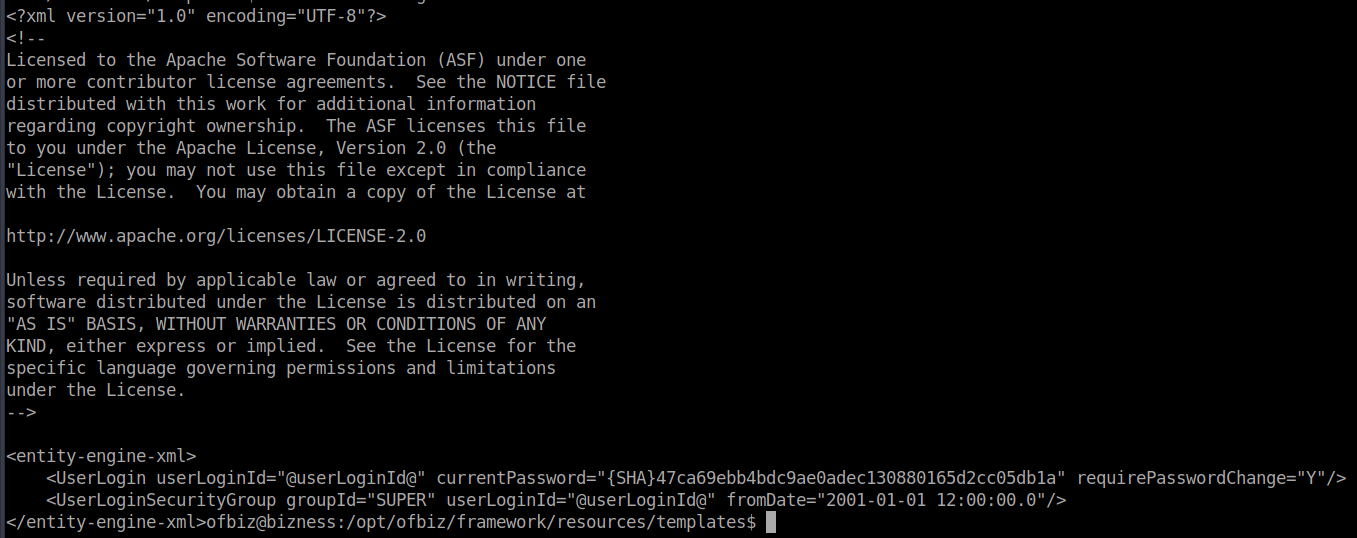 <?xml version="1.0" encoding="UTF-8"?>
<!--
Licensed to the Apache Software Foundation (ASF) under one
or more contributor license agreements.  See the NOTICE file
distributed with this work for additional information
regarding copyright ownership.  The ASF licenses this file
to you under the Apache License, Version 2.0 (the
"License"); you may not use this file except in compliance
with the License.  You may obtain a copy of the License at

http://www.apache.org/licenses/LICENSE-2.0

Unless required by applicable law or agreed to in writing,
software distributed under the License is distributed on an
"AS IS" BASIS, WITHOUT WARRANTIES OR CONDITIONS OF ANY
KIND, either express or implied.  See the License for the
specific language governing permissions and limitations
under the License.
-->

<entity-engine-xml>
    <UserLogin userLoginId="@userLoginId@" currentPassword="{SHA}47ca69ebb4bdc9ae0adec130880165d2cc05db1a" requirePasswordChange="Y"/>
    <UserLoginSecurityGroup groupId="SUPER" userLoginId="@userLoginId@" fromDate="2001-01-01 12:00:00.0"/>
</entity-engine-xml>ofbiz@bizness:/opt/ofbiz/framework/resources/templates$